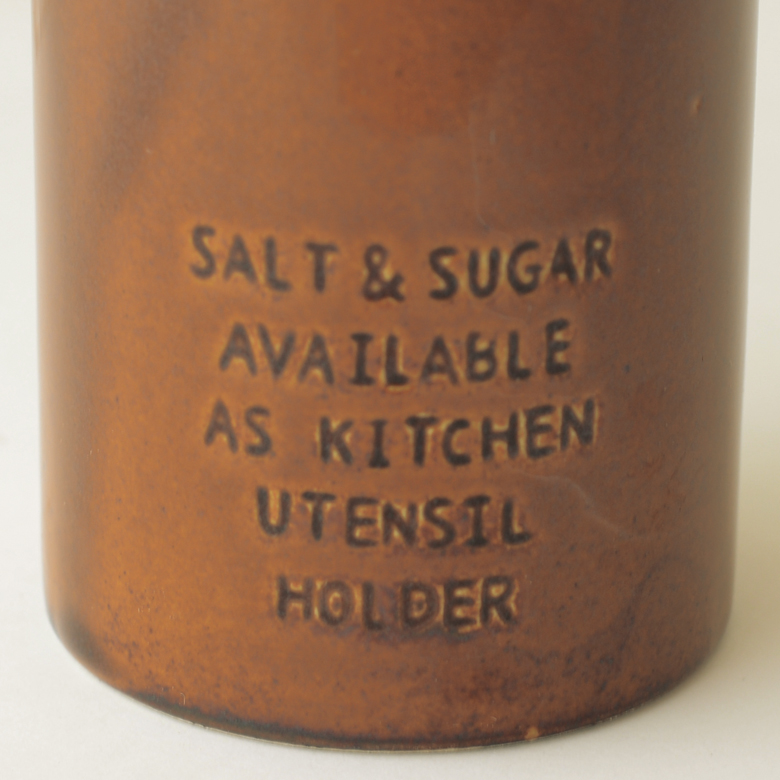 SALT & SUGAR
AVAILABLE
AS KITCHEN
UTENSIL
HOLDER